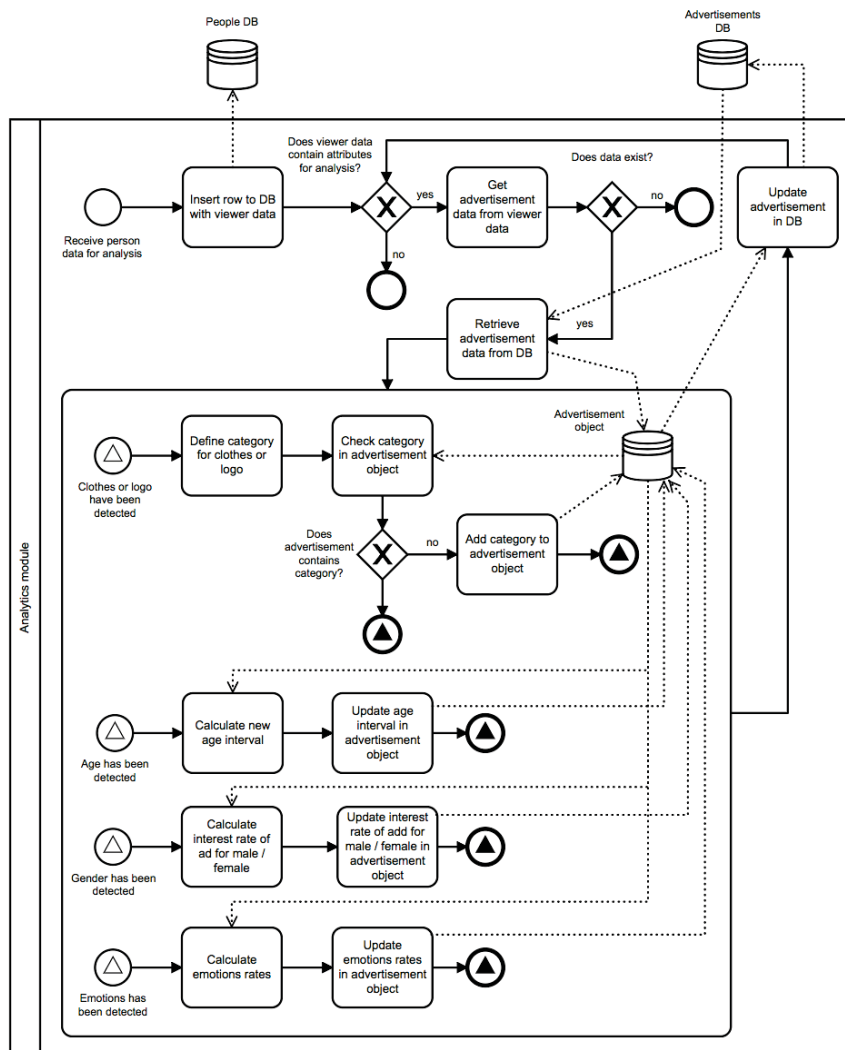 People DB
Advertisements
DB
Does viewer data
contain attributes
for analysis?
Does data exist?
Insert row to DB
with viewer data
yes
Get
advertisement
data from viewer
data
no
Update
advertisement
in DB
Receive person
data for analysis
no
Retrieve
advertisement
data from DB
yes
Advertisement
object
Define category
for clothes or
logo
Check category
in advertisement
object
Clothes or logo
have been
detected
Does
advertisement
contains
category?
no
Add category to
advertisement
object
Analytics module
Calculate new
age interval
Update age
interval in
advertisement
object
Age has been
detected
Calculate
interest rate of
ad for male /
female
Update interest
rate of add for
male / female in
advertisement
object
Gender has been
detected
Calculate
emotions rates
Update
emotions rates
in advertisement
object
Emotions has
been detected